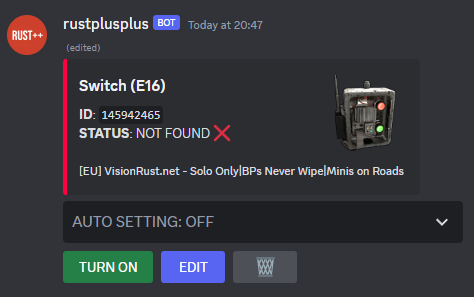 RUST++
rustplusplus BOT Today at 20:47
(edited)
Switch (E16)
ID: 145942465
STATUS: NOT FOUND ❌
[EU] VisionRust.net - Solo Only|BPs Never Wipe|Minis on Roads
AUTO SETTING: OFF
TURN ON EDIT